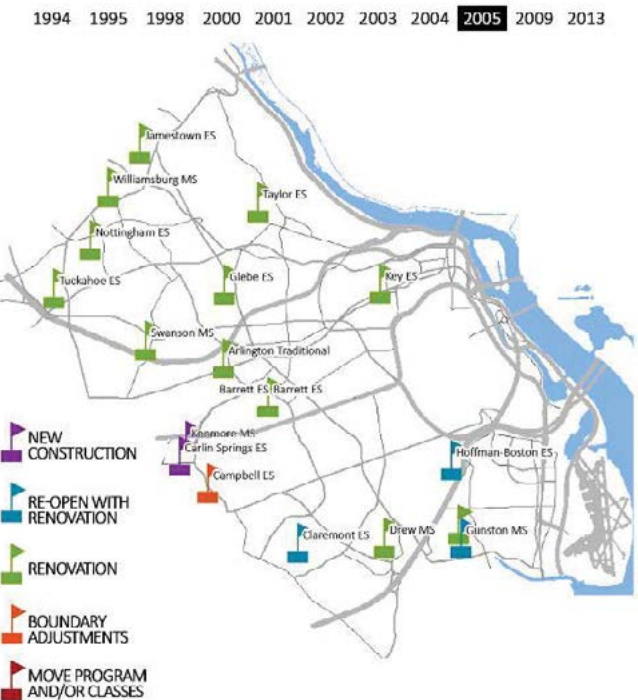 1994 1995 1998 2000 2001 2002 2003 2004 2005 2009 2013
Jamestown ES
Williamsburg MS
Taylor ES
Nottingham ES
Tuckahoe ES
Glebe ES
Key ES
Swanson MS
Arlington Traditional
Barrett ES Barrett ES
Kenmore MS
Carlin Springs ES
Campbell ES
Hoffman-Boston ES
Claremont ES
Drew MS
Gunston MS
NEW
CONSTRUCTION
RE-OPEN WITH
RENOVATION
RENOVATION
BOUNDARY
ADJUSTMENTS
MOVE PROGRAM
AND/OR CLASSES